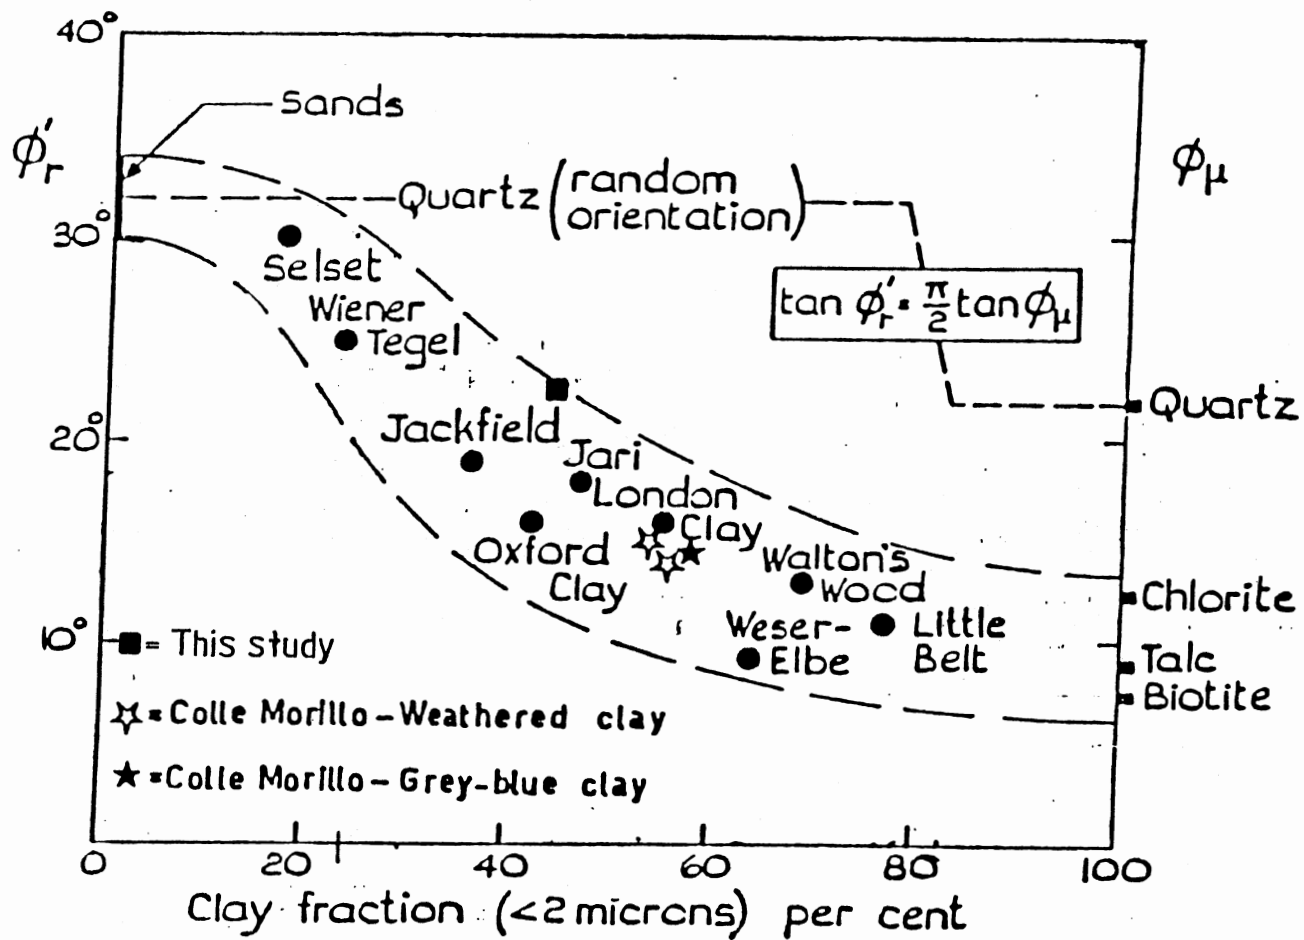 40°
Sands
ϕ'r
ϕμ
Quartz (random orientation)
30°
Selset
tan ϕ'r = π/2 tan ϕμ
Wiener
Tegel
Quartz
Jackfield
20°
Jari
London
Clay
Oxford
Clay
Walton's
Wood
Chlorite
10°
■ = This study
Weser-
Elbe
Little
Belt
Talc
Biotite
☆ = Colle Morillo - Weathered clay
★ = Colle Morillo - Grey-blue clay
0 20 40 60 80 100
Clay fraction (<2 microns) per cent